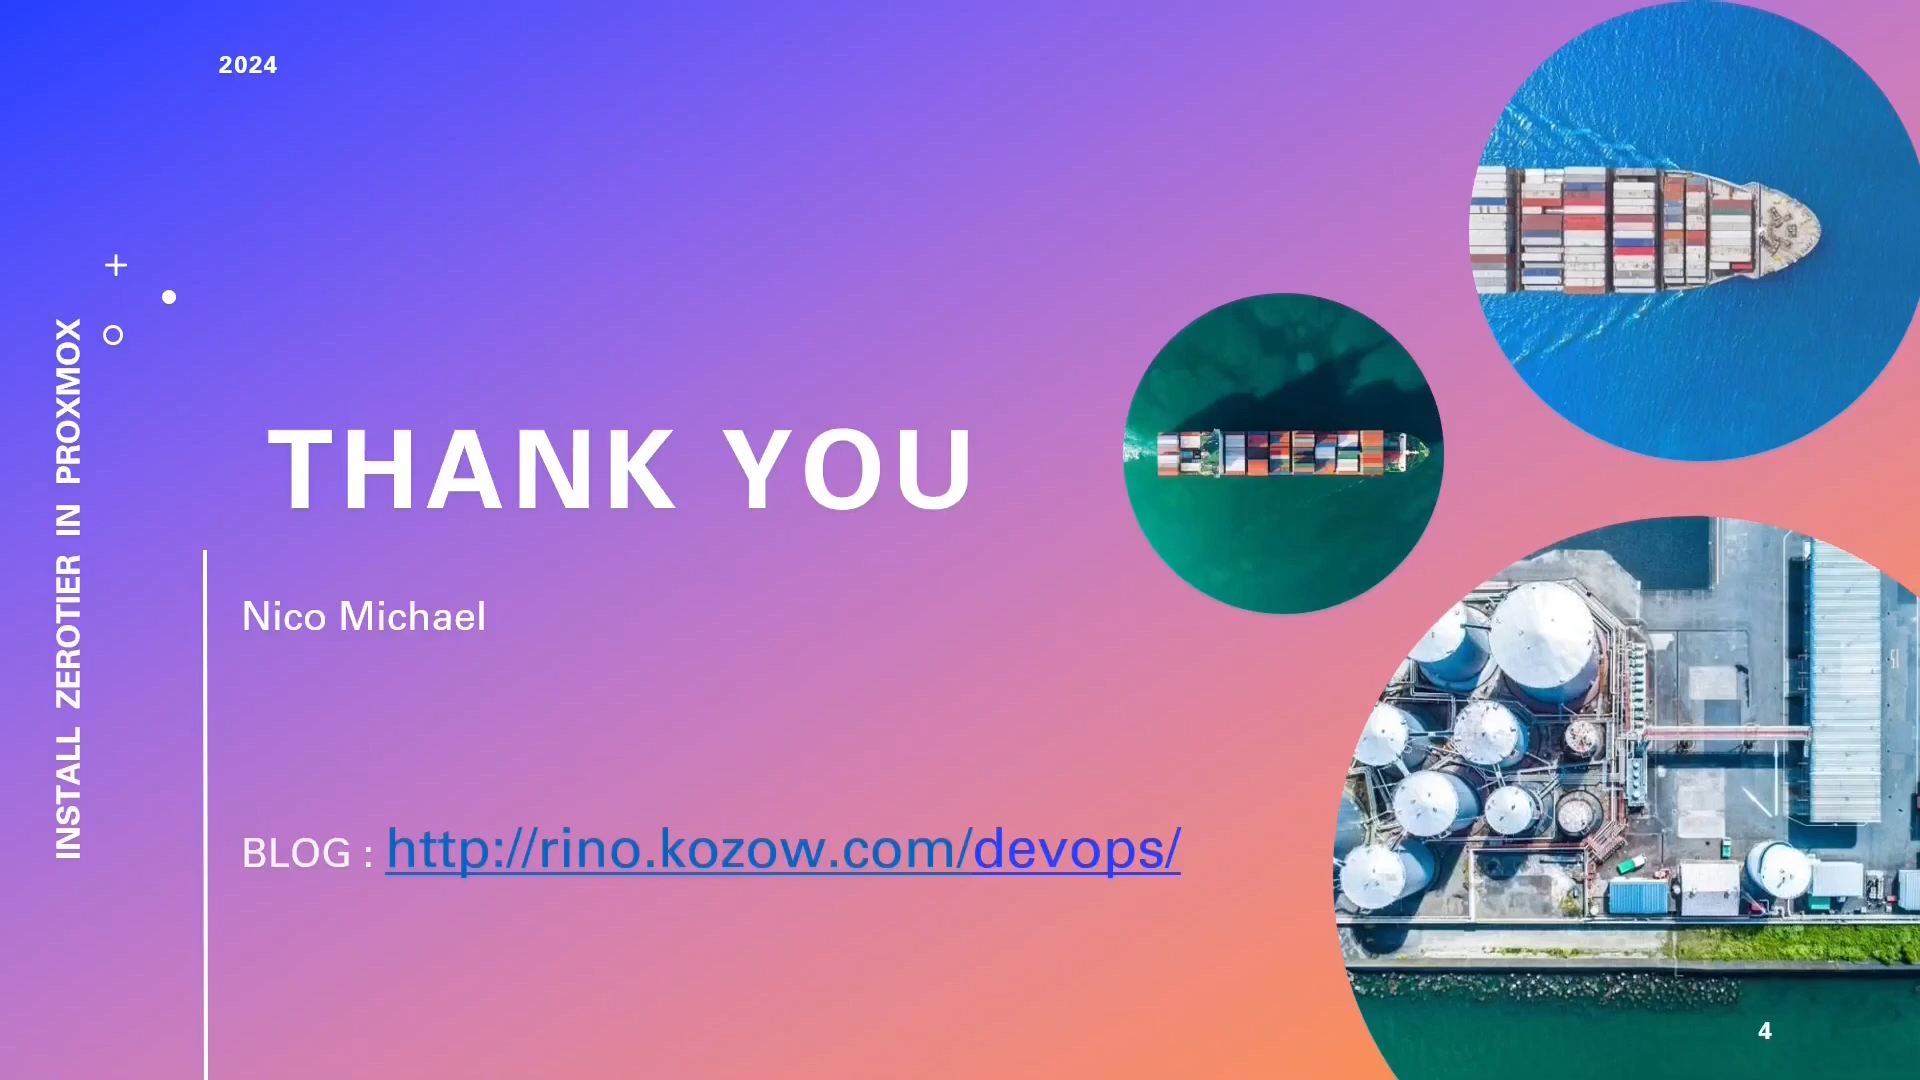 2024
INSTALL ZEROTIER IN PROXMOX
THANK YOU
Nico Michael
BLOG : http://rino.kozow.com/devops/
4